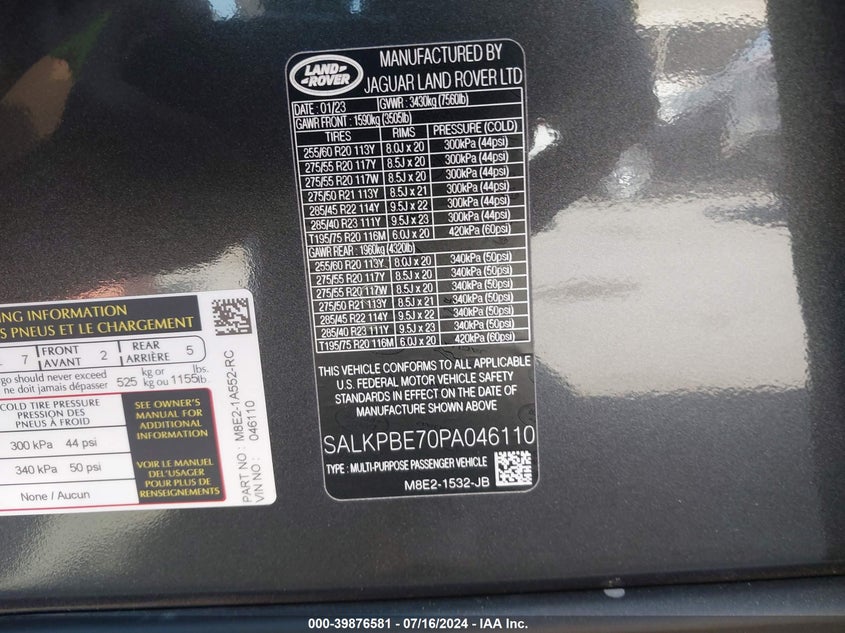 LAND
ROVER
MANUFACTURED BY
JAGUAR LAND ROVER LTD
DATE : 01/23 GVWR : 3430kg (7560lb)
GAWR FRONT : 1590kg (3505lb)
TIRES RIMS PRESSURE (COLD)
255/60 R20 113Y 8.0J x 20 300kPa (44psi)
275/55 R20 117Y 8.5J x 20 300kPa (44psi)
275/55 R20 117W 8.5J x 20 300kPa (44psi)
275/50 R21 113Y 8.5J x 21 300kPa (44psi)
285/45 R22 114Y 9.5J x 22 300kPa (44psi)
285/40 R23 111Y 9.5J x 23 300kPa (44psi)
T195/75 R20 116M 6.0J x 20 420kPa (60psi)
GAWR REAR : 1960kg (4320lb)
255/60 R20 113Y 8.0J x 20 340kPa (50psi)
275/55 R20 117Y 8.5J x 20 340kPa (50psi)
275/55 R20 117W 8.5J x 20 340kPa (50psi)
275/50 R21 113Y 8.5J x 21 340kPa (50psi)
285/45 R22 114Y 9.5J x 22 340kPa (50psi)
285/40 R23 111Y 9.5J x 23 340kPa (50psi)
T195/75 R20 116M 6.0J x 20 420kPa (60psi)
THIS VEHICLE CONFORMS TO ALL APPLICABLE
U.S. FEDERAL MOTOR VEHICLE SAFETY
STANDARDS IN EFFECT ON THE DATE OF
MANUFACTURE SHOWN ABOVE
SALKPBE70PA046110
TYPE : MULTI-PURPOSE PASSENGER VEHICLE
M8E2-1532-JB
INFORMATION
PNEUS ET LE CHARGEMENT
7 FRONT 2 REAR 5
AVANT ARRIÈRE
should never exceed 525 kg or 1155 lbs.
ne doit jamais dépasser kg ou lb.
COLD TIRE PRESSURE
PRESSION DES
PNEUS À FROID
300 kPa 44 psi
340 kPa 50 psi
None / Aucun
SEE OWNER'S
MANUAL FOR
ADDITIONAL
INFORMATION
VOIR LE MANUEL
DE L'USAGER
POUR PLUS DE
RENSEIGNEMENTS
PART NO : M8E2-1A552-RC
VIN NO : 046110
000-39876581 - 07/16/2024 - IAA Inc.